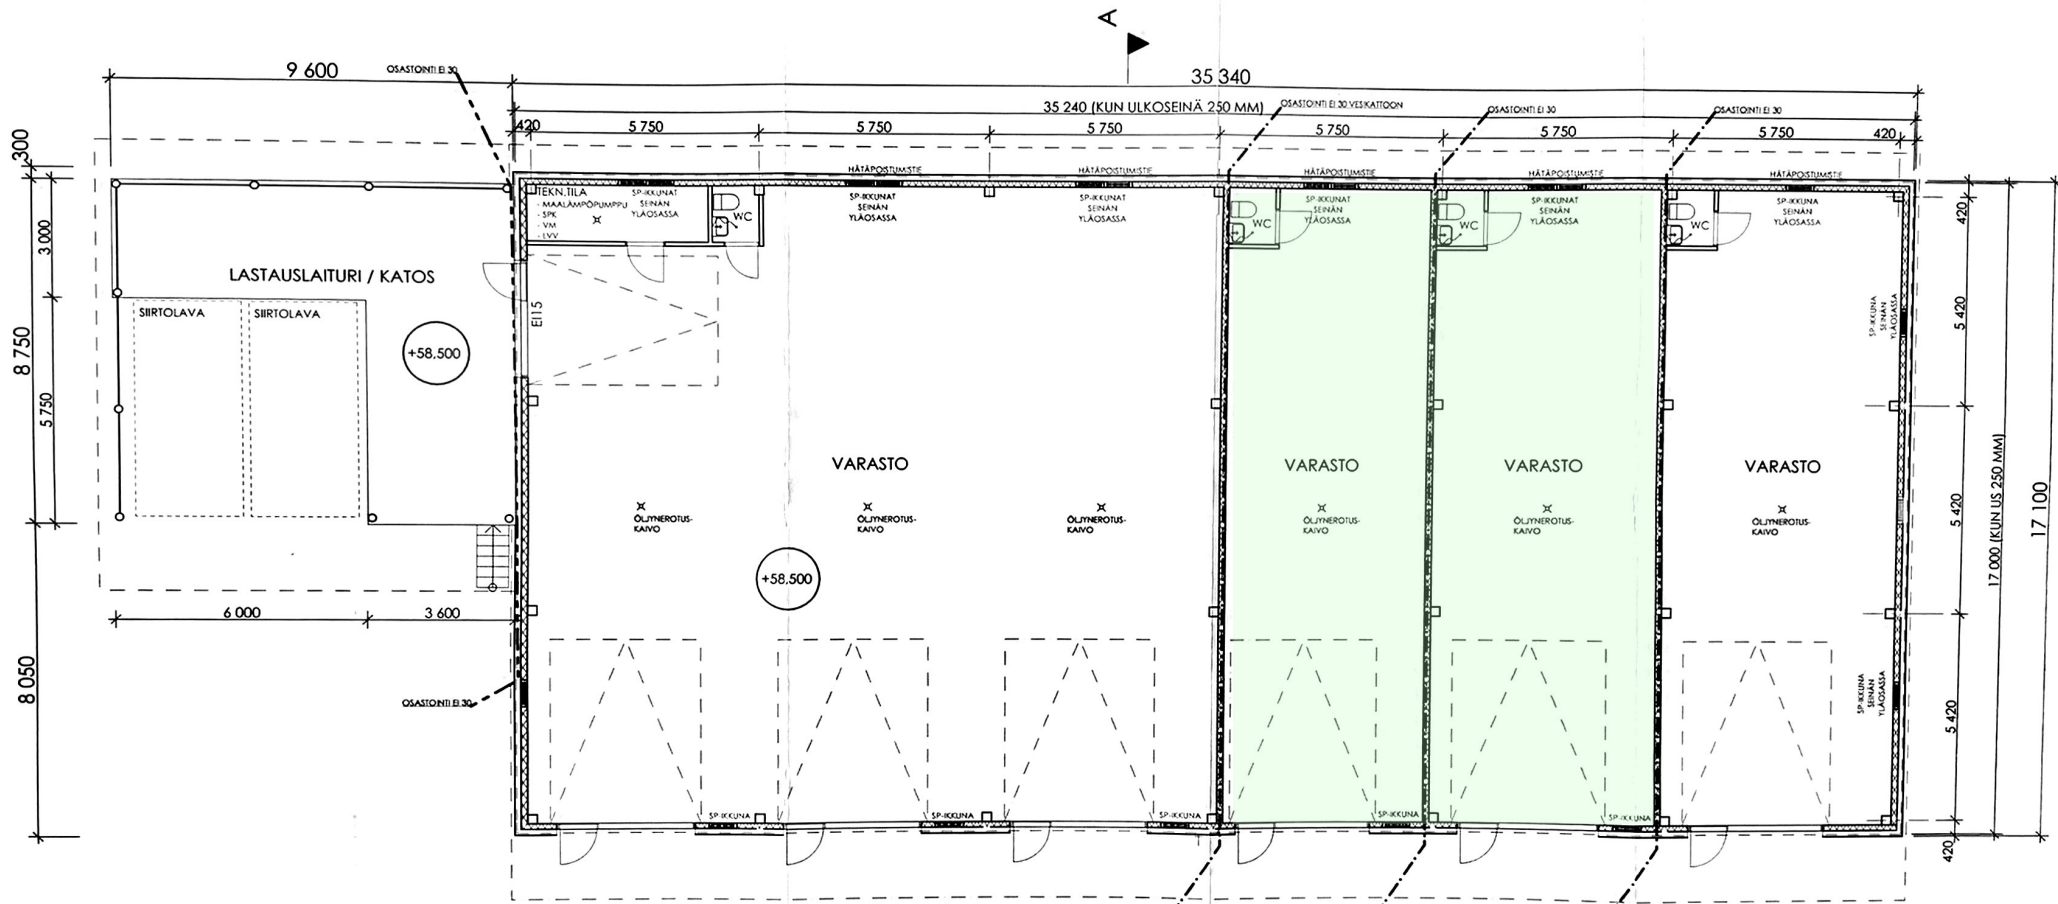 A
9 600
OSASTOINTI EI 30
35 340
35 240 (KUN ULKOSEINÄ 250 MM)
OSASTOINTI EI 30 VESIKATTOON
OSASTOINTI EI 30
OSASTOINTI EI 30
420
5 750
5 750
5 750
5 750
5 750
5 750
420
300
HÄTÄPOISTUMISTIE
HÄTÄPOISTUMISTIE
HÄTÄPOISTUMISTIE
HÄTÄPOISTUMISTIE
HÄTÄPOISTUMISTIE
TEKN.TILA
- MAALÄMPÖPUMPPU
- SPK
- VM
- LVV
SP-IKKUNAT
SEINÄN
YLÄOSASSA
WC
SP-IKKUNAT
SEINÄN
YLÄOSASSA
SP-IKKUNAT
SEINÄN
YLÄOSASSA
WC
SP-IKKUNAT
SEINÄN
YLÄOSASSA
WC
SP-IKKUNAT
SEINÄN
YLÄOSASSA
WC
SP-IKKUNA
SEINÄN
YLÄOSASSA
420
3 000
LASTAUSLAITURI / KATOS
SIIRTOLAVA
SIIRTOLAVA
+58,500
EI15
SP-IKKUNA
SEINÄN
YLÄOSASSA
5 420
8 750
5 750
VARASTO
VARASTO
VARASTO
VARASTO
ÖLJYNEROTUS-
KAIVO
ÖLJYNEROTUS-
KAIVO
ÖLJYNEROTUS-
KAIVO
ÖLJYNEROTUS-
KAIVO
ÖLJYNEROTUS-
KAIVO
ÖLJYNEROTUS-
KAIVO
5 420
17 000 (KUN US 250 MM)
17 100
+58,500
6 000
3 600
8 050
OSASTOINTI EI 30
SP-IKKUNA
SEINÄN
YLÄOSASSA
5 420
SP-IKKUNA
SP-IKKUNA
SP-IKKUNA
SP-IKKUNA
SP-IKKUNA
420